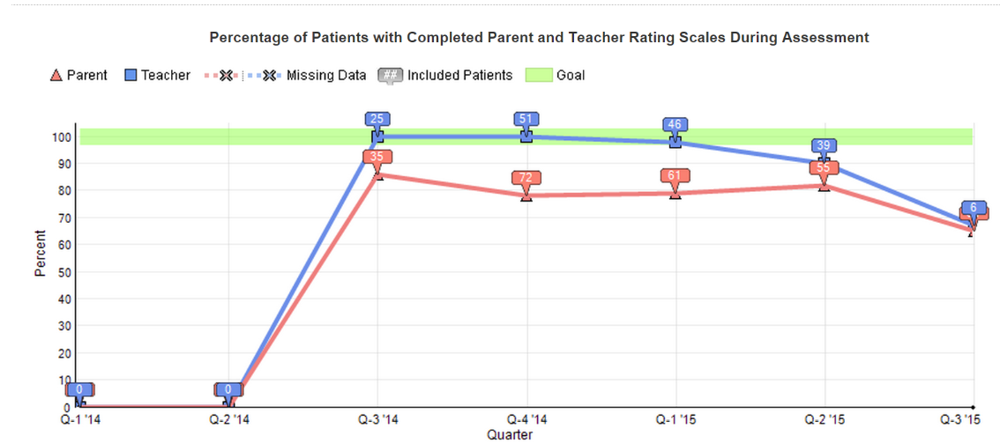 Percentage of Patients with Completed Parent and Teacher Rating Scales During Assessment
Parent Teacher Missing Data ## Included Patients Goal
25 51 46
100
39
90
35 55
72 61
80
70
6
60
Percent
50
40
30
20
10
0 0
0
Q-1 '14 Q-2 '14 Q-3 '14 Q-4 '14 Q-1 '15 Q-2 '15 Q-3 '15
Quarter